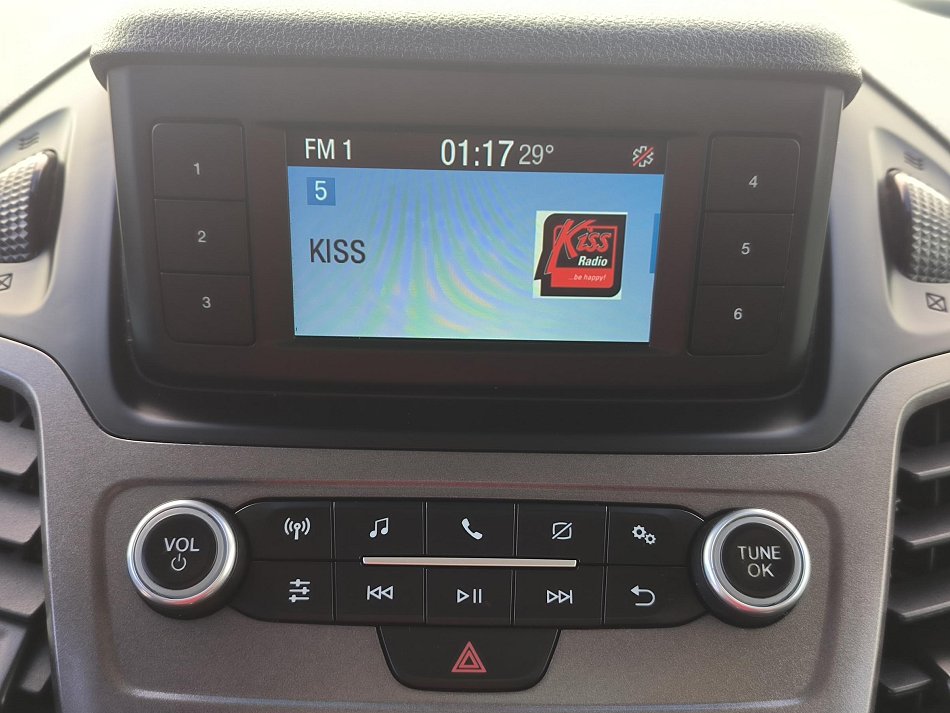 FM 1 01:17 29°
5
KISS
Kiss
Radio
...be happy!
1
2
3
4
5
6
VOL
TUNE
OK